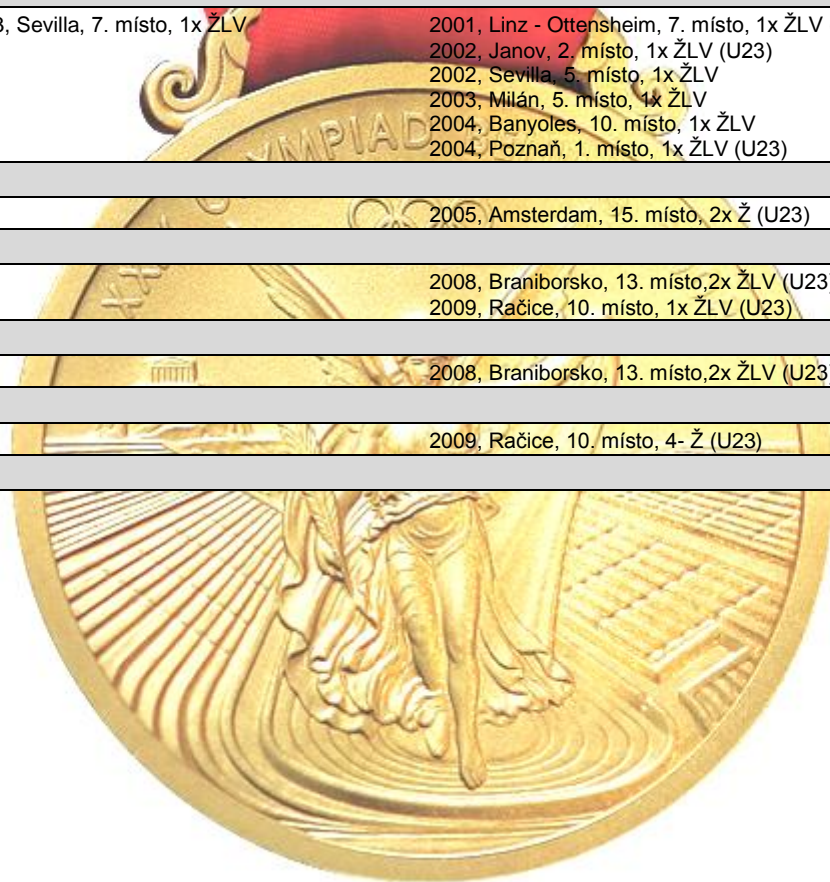 , Sevilla, 7. místo, 1x ŽLV
2001, Linz - Ottensheim, 7. místo, 1x ŽLV
2002, Janov, 2. místo, 1x ŽLV (U23)
2002, Sevilla, 5. místo, 1x ŽLV
2003, Milán, 5. místo, 1x ŽLV
2004, Banyoles, 10. místo, 1x ŽLV
2004, Poznaň, 1. místo, 1x ŽLV (U23)
2005, Amsterdam, 15. místo, 2x Ž (U23)
2008, Braniborsko, 13. místo,2x ŽLV (U23)
2009, Račice, 10. místo, 1x ŽLV (U23)
2008, Braniborsko, 13. místo,2x ŽLV (U23
2009, Račice, 10. místo, 4- Ž (U23)